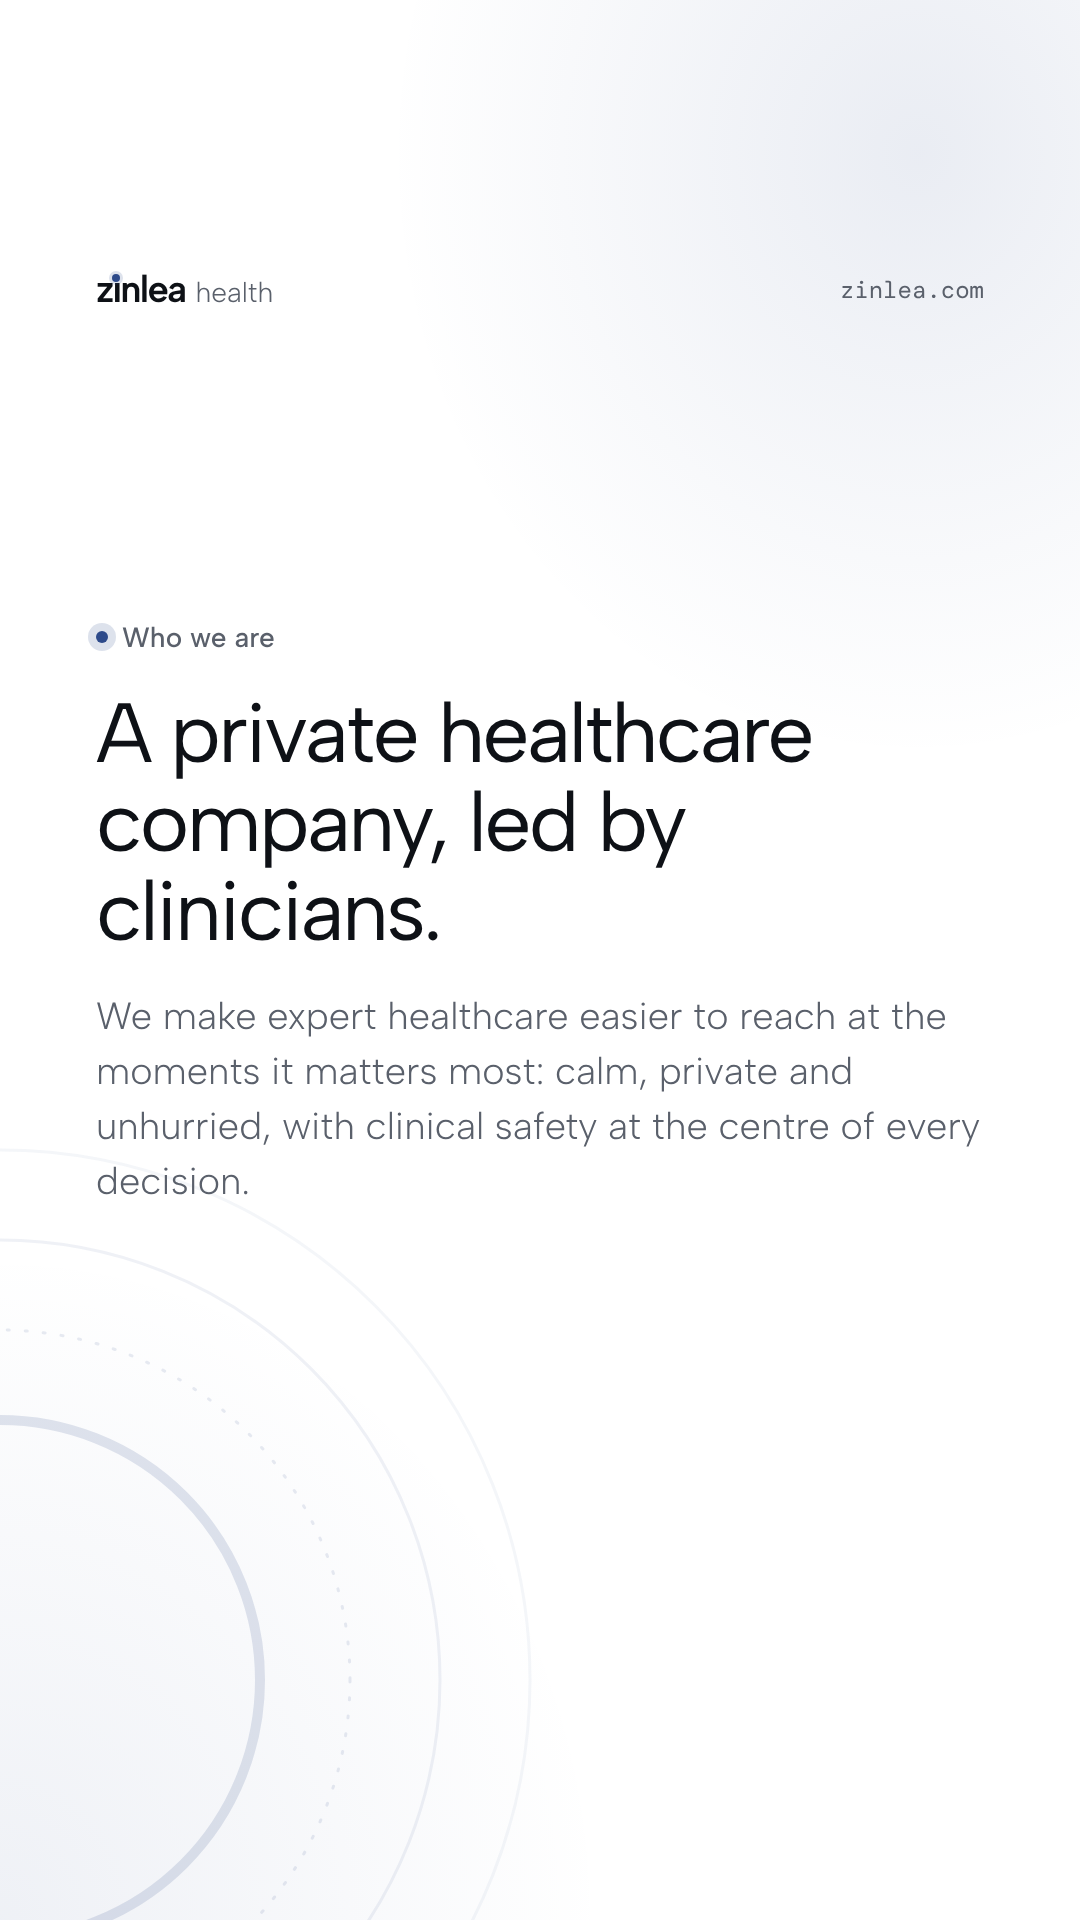 zinlea health
zinlea.com
Who we are
A private healthcare
company, led by
clinicians.
We make expert healthcare easier to reach at the
moments it matters most: calm, private and
unhurried, with clinical safety at the centre of every
decision.